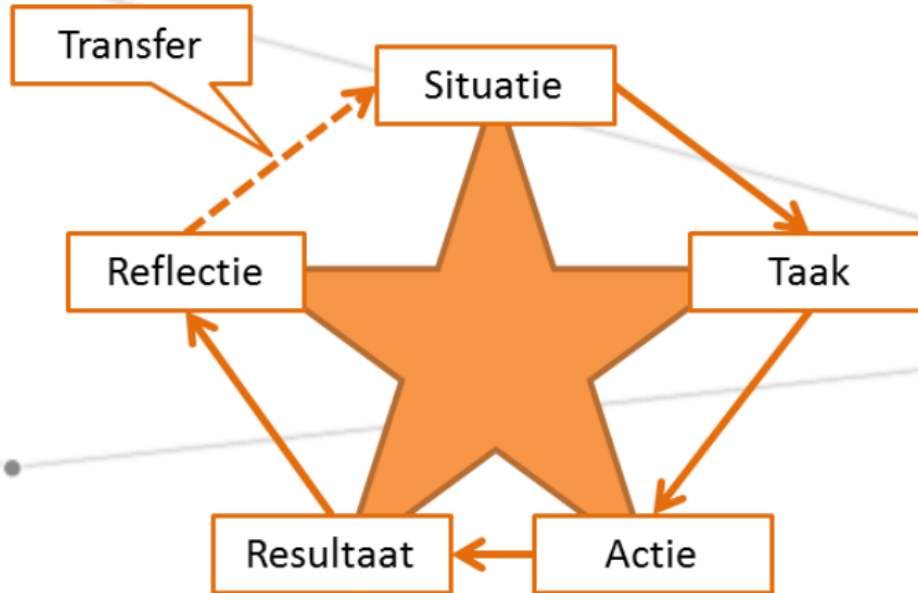 Transfer
Situatie
Reflectie
Taak
Resultaat
Actie